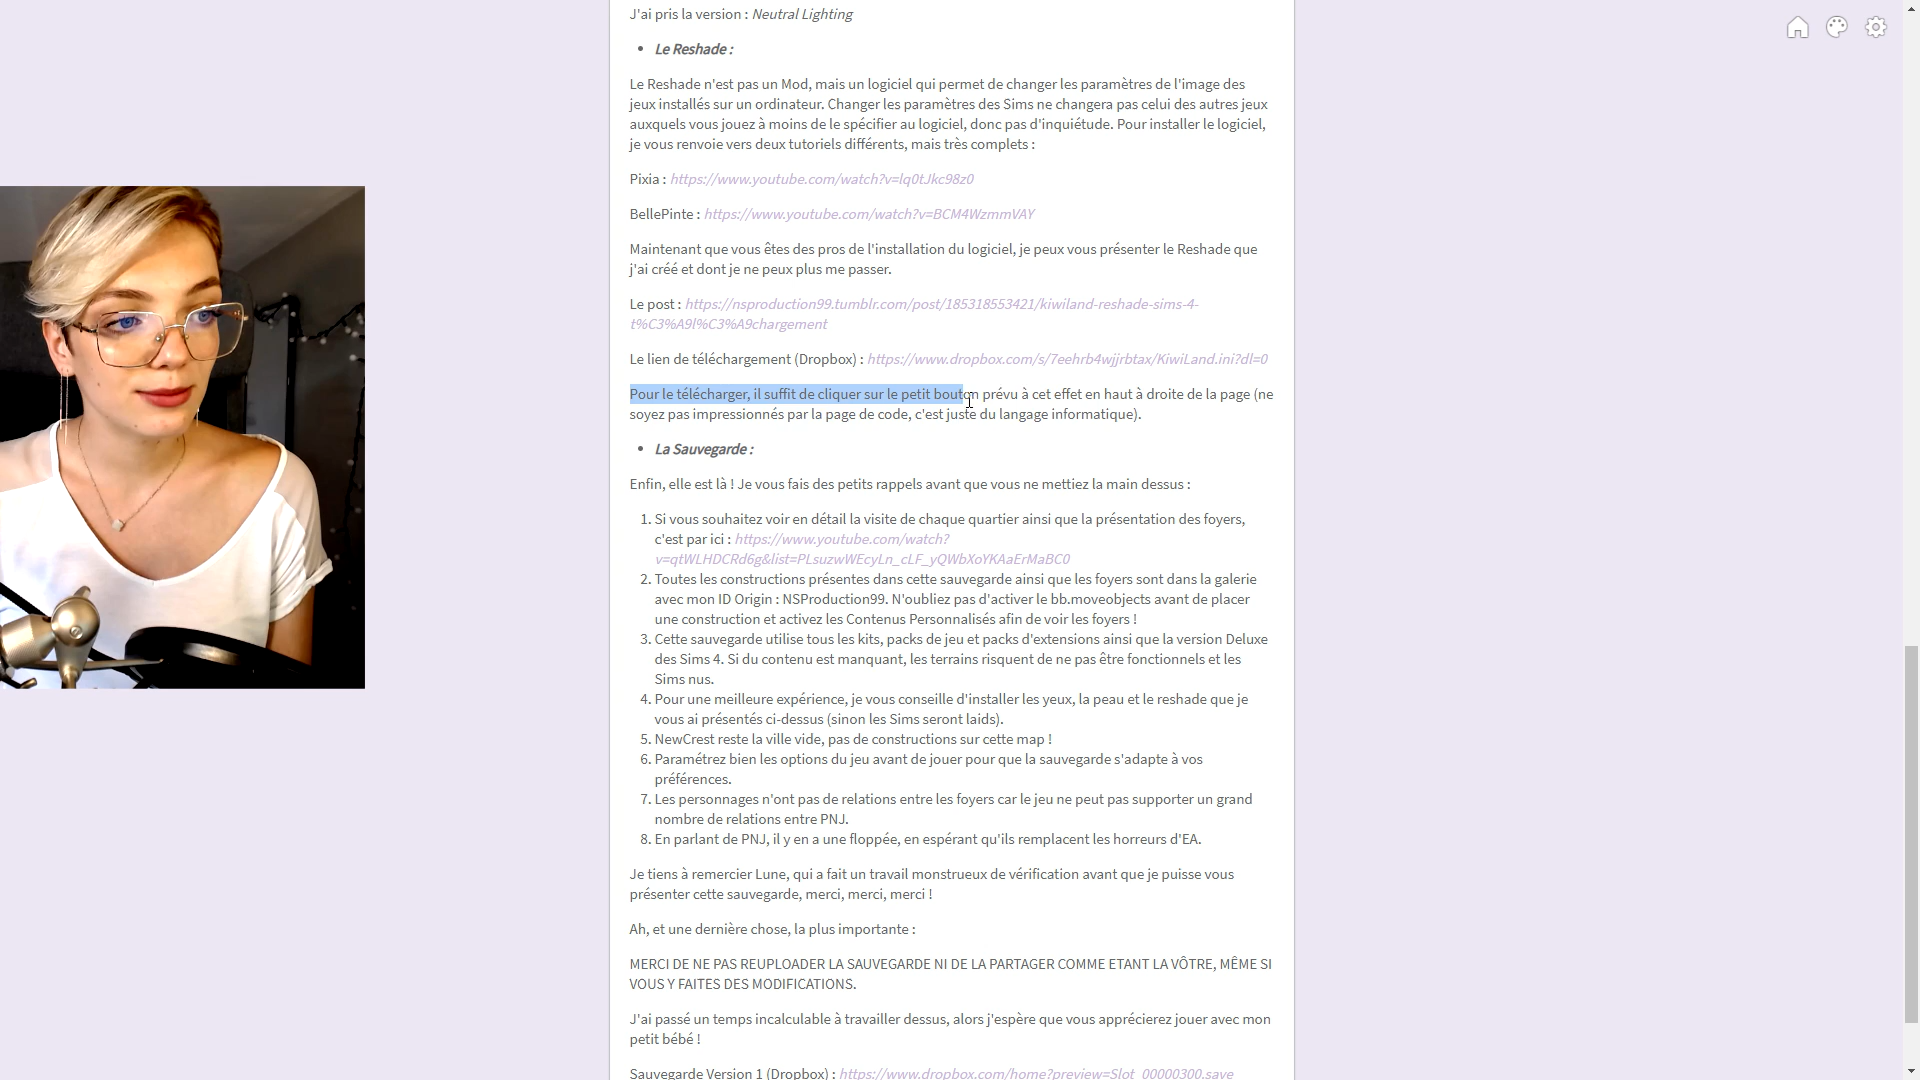 J'ai pris la version : Neutral Lighting
• Le Reshade :
Le Reshade n'est pas un Mod, mais un logiciel qui permet de changer les paramètres de l'image des
jeux installés sur un ordinateur. Changer les paramètres des Sims ne changera pas celui des autres jeux
auxquels vous jouez à moins de le spécifier au logiciel, donc pas d'inquiétude. Pour installer le logiciel,
je vous renvoie vers deux tutoriels différents, mais très complets :
Pixia : https://www.youtube.com/watch?v=lq0tJkc98z0
BellePinte : https://www.youtube.com/watch?v=BCM4WzmmVAY
Maintenant que vous êtes des pros de l'installation du logiciel, je peux vous présenter le Reshade que
j'ai créé et dont je ne peux plus me passer.
Le post : https://nsproduction99.tumblr.com/post/185318553421/kiwiland-reshade-sims-4-
t%C3%A9l%C3%A9chargement
Le lien de téléchargement (Dropbox) : https://www.dropbox.com/s/7eehrb4wjjrbtax/KiwiLand.ini?dl=0
Pour le télécharger, il suffit de cliquer sur le petit bouton prévu à cet effet en haut à droite de la page (ne
soyez pas impressionnés par la page de code, c'est juste du langage informatique).
• La Sauvegarde :
Enfin, elle est là ! Je vous fais des petits rappels avant que vous ne mettiez la main dessus :
1. Si vous souhaitez voir en détail la visite de chaque quartier ainsi que la présentation des foyers,
c'est par ici : https://www.youtube.com/watch?
v=qtWLHDCRd6g&list=PLsuzwWEcyLn_cLF_yQWbXoYKAaErMaBC0
2. Toutes les constructions présentes dans cette sauvegarde ainsi que les foyers sont dans la galerie
avec mon ID Origin : NSProduction99. N'oubliez pas d'activer le bb.moveobjects avant de placer
une construction et activez les Contenus Personnalisés afin de voir les foyers !
3. Cette sauvegarde utilise tous les kits, packs de jeu et packs d'extensions ainsi que la version Deluxe
des Sims 4. Si du contenu est manquant, les terrains risquent de ne pas être fonctionnels et les
Sims nus.
4. Pour une meilleure expérience, je vous conseille d'installer les yeux, la peau et le reshade que je
vous ai présentés ci-dessus (sinon les Sims seront laids).
5. NewCrest reste la ville vide, pas de constructions sur cette map !
6. Paramétrez bien les options du jeu avant de jouer pour que la sauvegarde s'adapte à vos
préférences.
7. Les personnages n'ont pas de relations entre les foyers car le jeu ne peut pas supporter un grand
nombre de relations entre PNJ.
8. En parlant de PNJ, il y en a une floppée, en espérant qu'ils remplacent les horreurs d'EA.
Je tiens à remercier Lune, qui a fait un travail monstrueux de vérification avant que je puisse vous
présenter cette sauvegarde, merci, merci, merci !
Ah, et une dernière chose, la plus importante :
MERCI DE NE PAS REUPLOADER LA SAUVEGARDE NI DE LA PARTAGER COMME ETANT LA VÔTRE, MÊME SI
VOUS Y FAITES DES MODIFICATIONS.
J'ai passé un temps incalculable à travailler dessus, alors j'espère que vous apprécierez jouer avec mon
petit bébé !
Sauvegarde Version 1 (Dropbox) : https://www.dropbox.com/home?preview=Slot_00000300.save